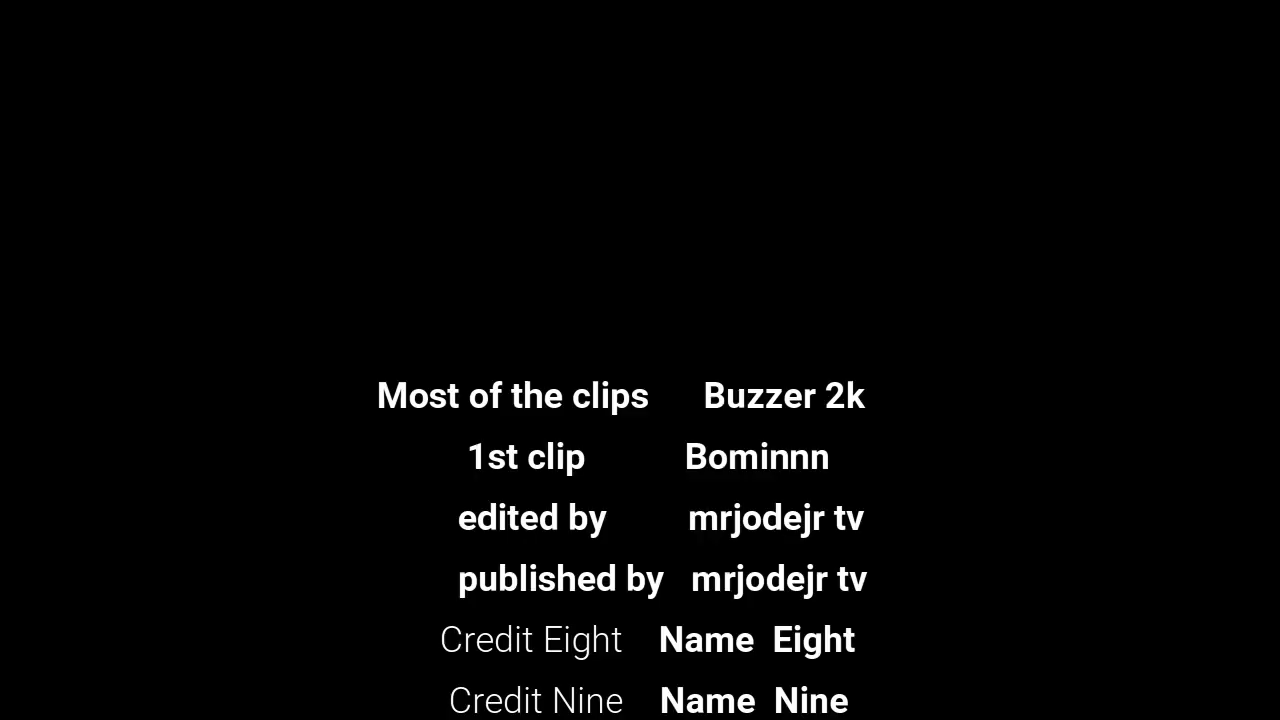 Most of the clips Buzzer 2k
1st clip Bominnn
edited by mrjodejr tv
published by mrjodejr tv
Credit Eight Name Eight
Credit Nine Name Nine